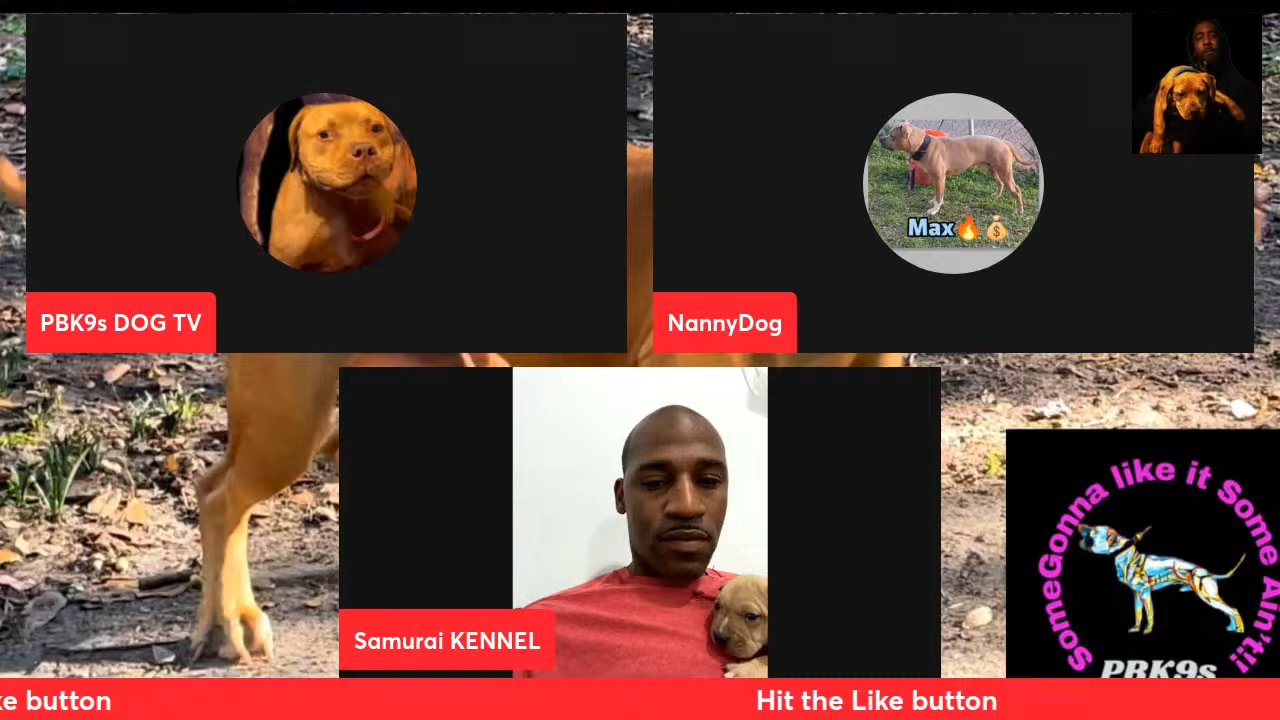 Max🔥💰
PBK9s DOG TV
NannyDog
SomeGonna like it Some Ain't!!
PBK9s
Samurai KENNEL
ke button
Hit the Like button